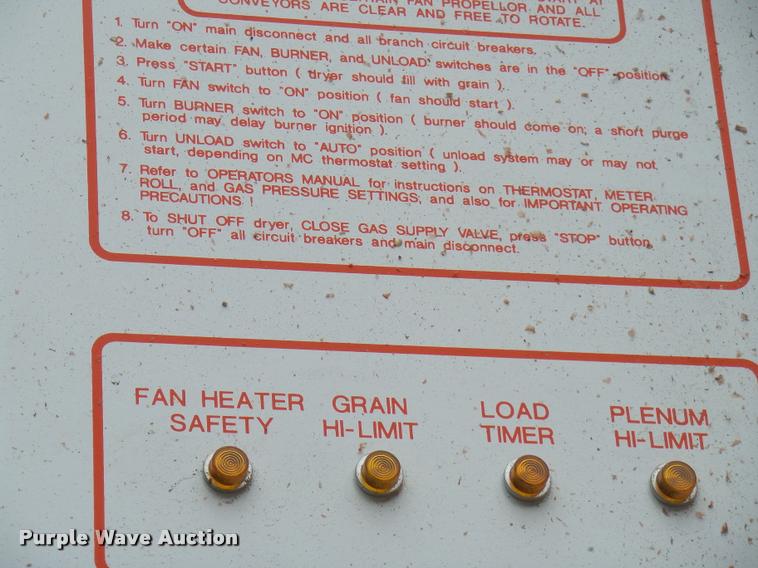 START AT
CERTAIN FAN PROPELLOR AND ALL
CONVEYORS ARE CLEAR AND FREE TO ROTATE.
1. Turn "ON" main disconnect and all branch circuit breakers.
2. Make certain FAN, BURNER, and UNLOAD switches are in the "OFF" position.
3. Press "START" button ( dryer should fill with grain ).
4. Turn FAN switch to "ON" position ( fan should start ).
5. Turn BURNER switch to "ON" position ( burner should come on; a short purge
period may delay burner ignition ).
6. Turn UNLOAD switch to "AUTO" position ( unload system may or may not
start, depending on MC thermostat setting ).
7. Refer to OPERATORS MANUAL for instructions on THERMOSTAT, METER
ROLL, and GAS PRESSURE SETTINGS, and also for IMPORTANT OPERATING
PRECAUTIONS !
8. To SHUT OFF dryer, CLOSE GAS SUPPLY VALVE, press "STOP" button,
turn "OFF" all circuit breakers and main disconnect.
FAN HEATER SAFETY
GRAIN HI-LIMIT
LOAD TIMER
PLENUM HI-LIMIT
Purple Wave Auction